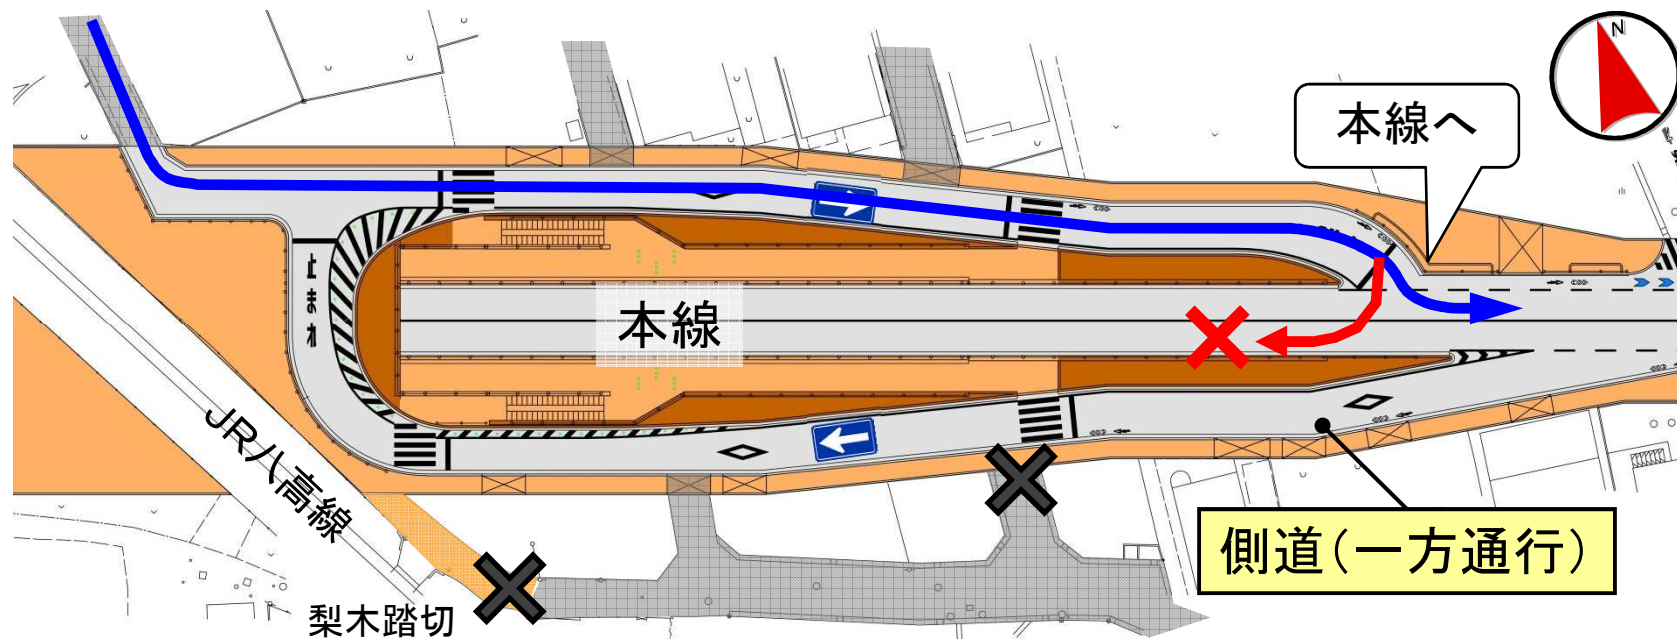 N
本線へ
本線
止まれ
JR八高線
側道(一方通行)
梨木踏切